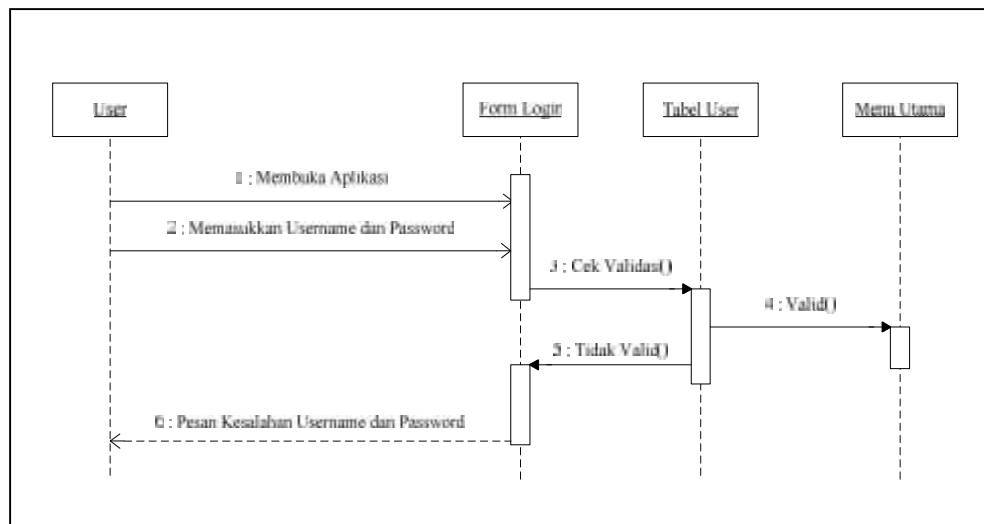 User
Form Login
Tabel User
Menu Utama
1 : Membuka Aplikasi
2 : Memasukkan Username dan Password
3 : Cek Validas()
4 : Valid()
5 : Tidak Valid()
6 : Pesan Kesalahan Username dan Password